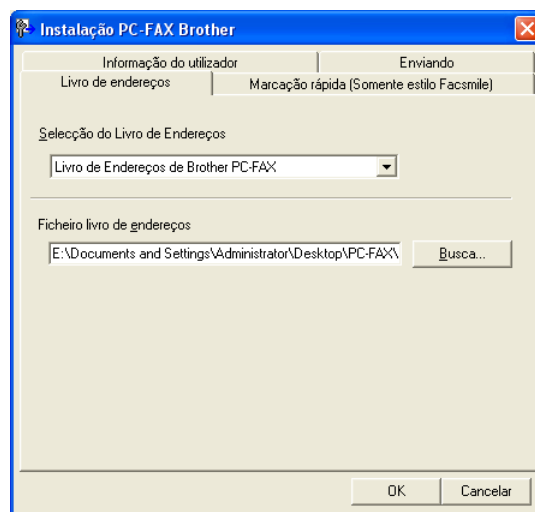 Instalação PC-FAX Brother
Informação do utilizador
Enviando
Livro de endereços
Marcação rápida (Somente estilo Facsmile)
Selecção do Livro de Endereços
Livro de Endereços de Brother PC-FAX
Ficheiro livro de endereços
E:\Documents and Settings\Administrator\Desktop\PC-FAX\
Busca...
OK
Cancelar